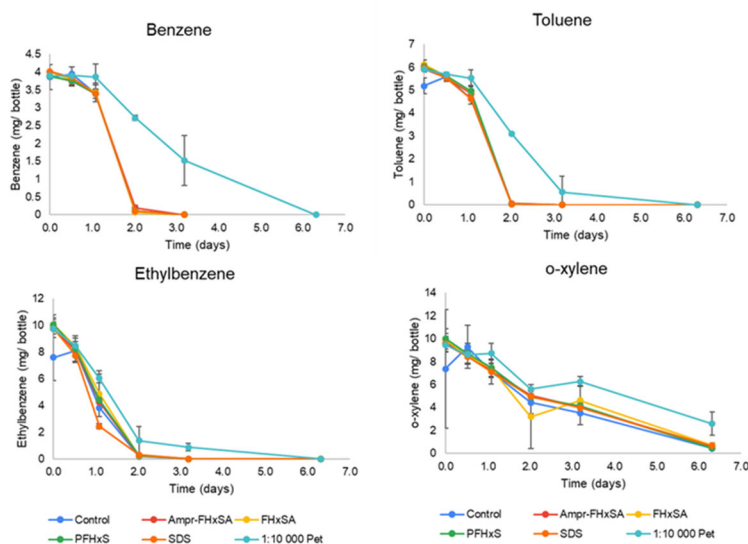 Benzene
Benzene (mg/ bottle)
4.5
4
3.5
3
2.5
2
1.5
1
0.5
0
0.0 1.0 2.0 3.0 4.0 5.0 6.0 7.0
Time (days)
Toluene
Toluene (mg/ bottle)
7
6
5
4
3
2
1
0
0.0 1.0 2.0 3.0 4.0 5.0 6.0 7.0
Time (days)
Ethylbenzene
Ethylbenzene (mg/ bottle)
12
10
8
6
4
2
0
0.0 1.0 2.0 3.0 4.0 5.0 6.0 7.0
Time (days)
o-xylene
o-xylene (mg/ bottle)
14
12
10
8
6
4
2
0
0.0 1.0 2.0 3.0 4.0 5.0 6.0 7.0
Time (days)
Control Ampr-FHxSA FHxSA
PFHxS SDS 1:10 000 Pet
Control Ampr-FHxSA FHxSA
PFHxS SDS 1:10 000 Pet